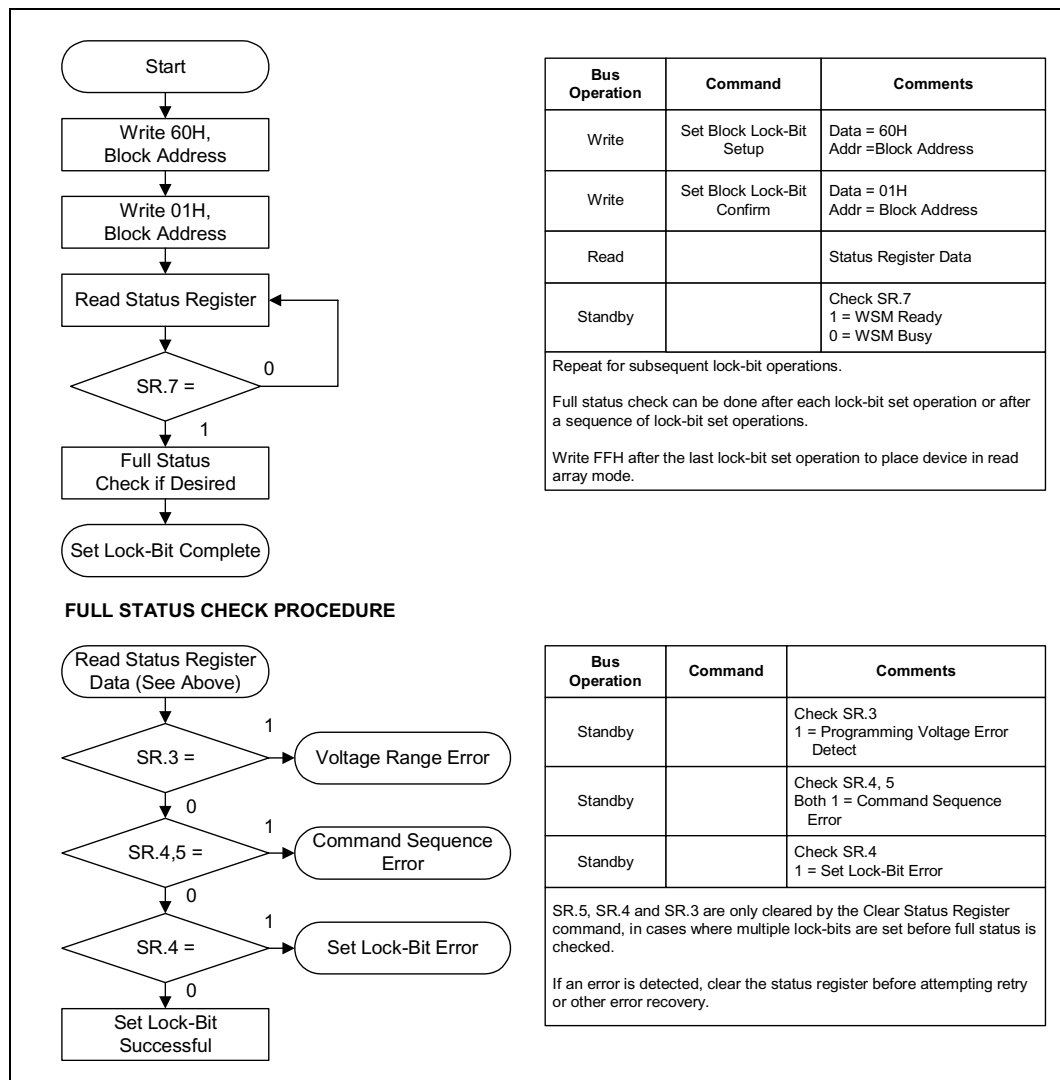 Start
Write 60H,
Block Address
Write 01H,
Block Address
Read Status Register
SR.7 =
0
1
Full Status
Check if Desired
Set Lock-Bit Complete
Bus
Operation
Command
Comments
Write
Set Block Lock-Bit
Setup
Data = 60H
Addr =Block Address
Write
Set Block Lock-Bit
Confirm
Data = 01H
Addr = Block Address
Read
Status Register Data
Standby
Check SR.7
1 = WSM Ready
0 = WSM Busy
Repeat for subsequent lock-bit operations.
Full status check can be done after each lock-bit set operation or after
a sequence of lock-bit set operations.
Write FFH after the last lock-bit set operation to place device in read
array mode.
FULL STATUS CHECK PROCEDURE
Read Status Register
Data (See Above)
SR.3 =
1
Voltage Range Error
0
SR.4,5 =
1
Command Sequence
Error
0
SR.4 =
1
Set Lock-Bit Error
0
Set Lock-Bit
Successful
Bus
Operation
Command
Comments
Standby
Check SR.3
1 = Programming Voltage Error
Detect
Standby
Check SR.4, 5
Both 1 = Command Sequence
Error
Standby
Check SR.4
1 = Set Lock-Bit Error
SR.5, SR.4 and SR.3 are only cleared by the Clear Status Register
command, in cases where multiple lock-bits are set before full status is
checked.
If an error is detected, clear the status register before attempting retry
or other error recovery.